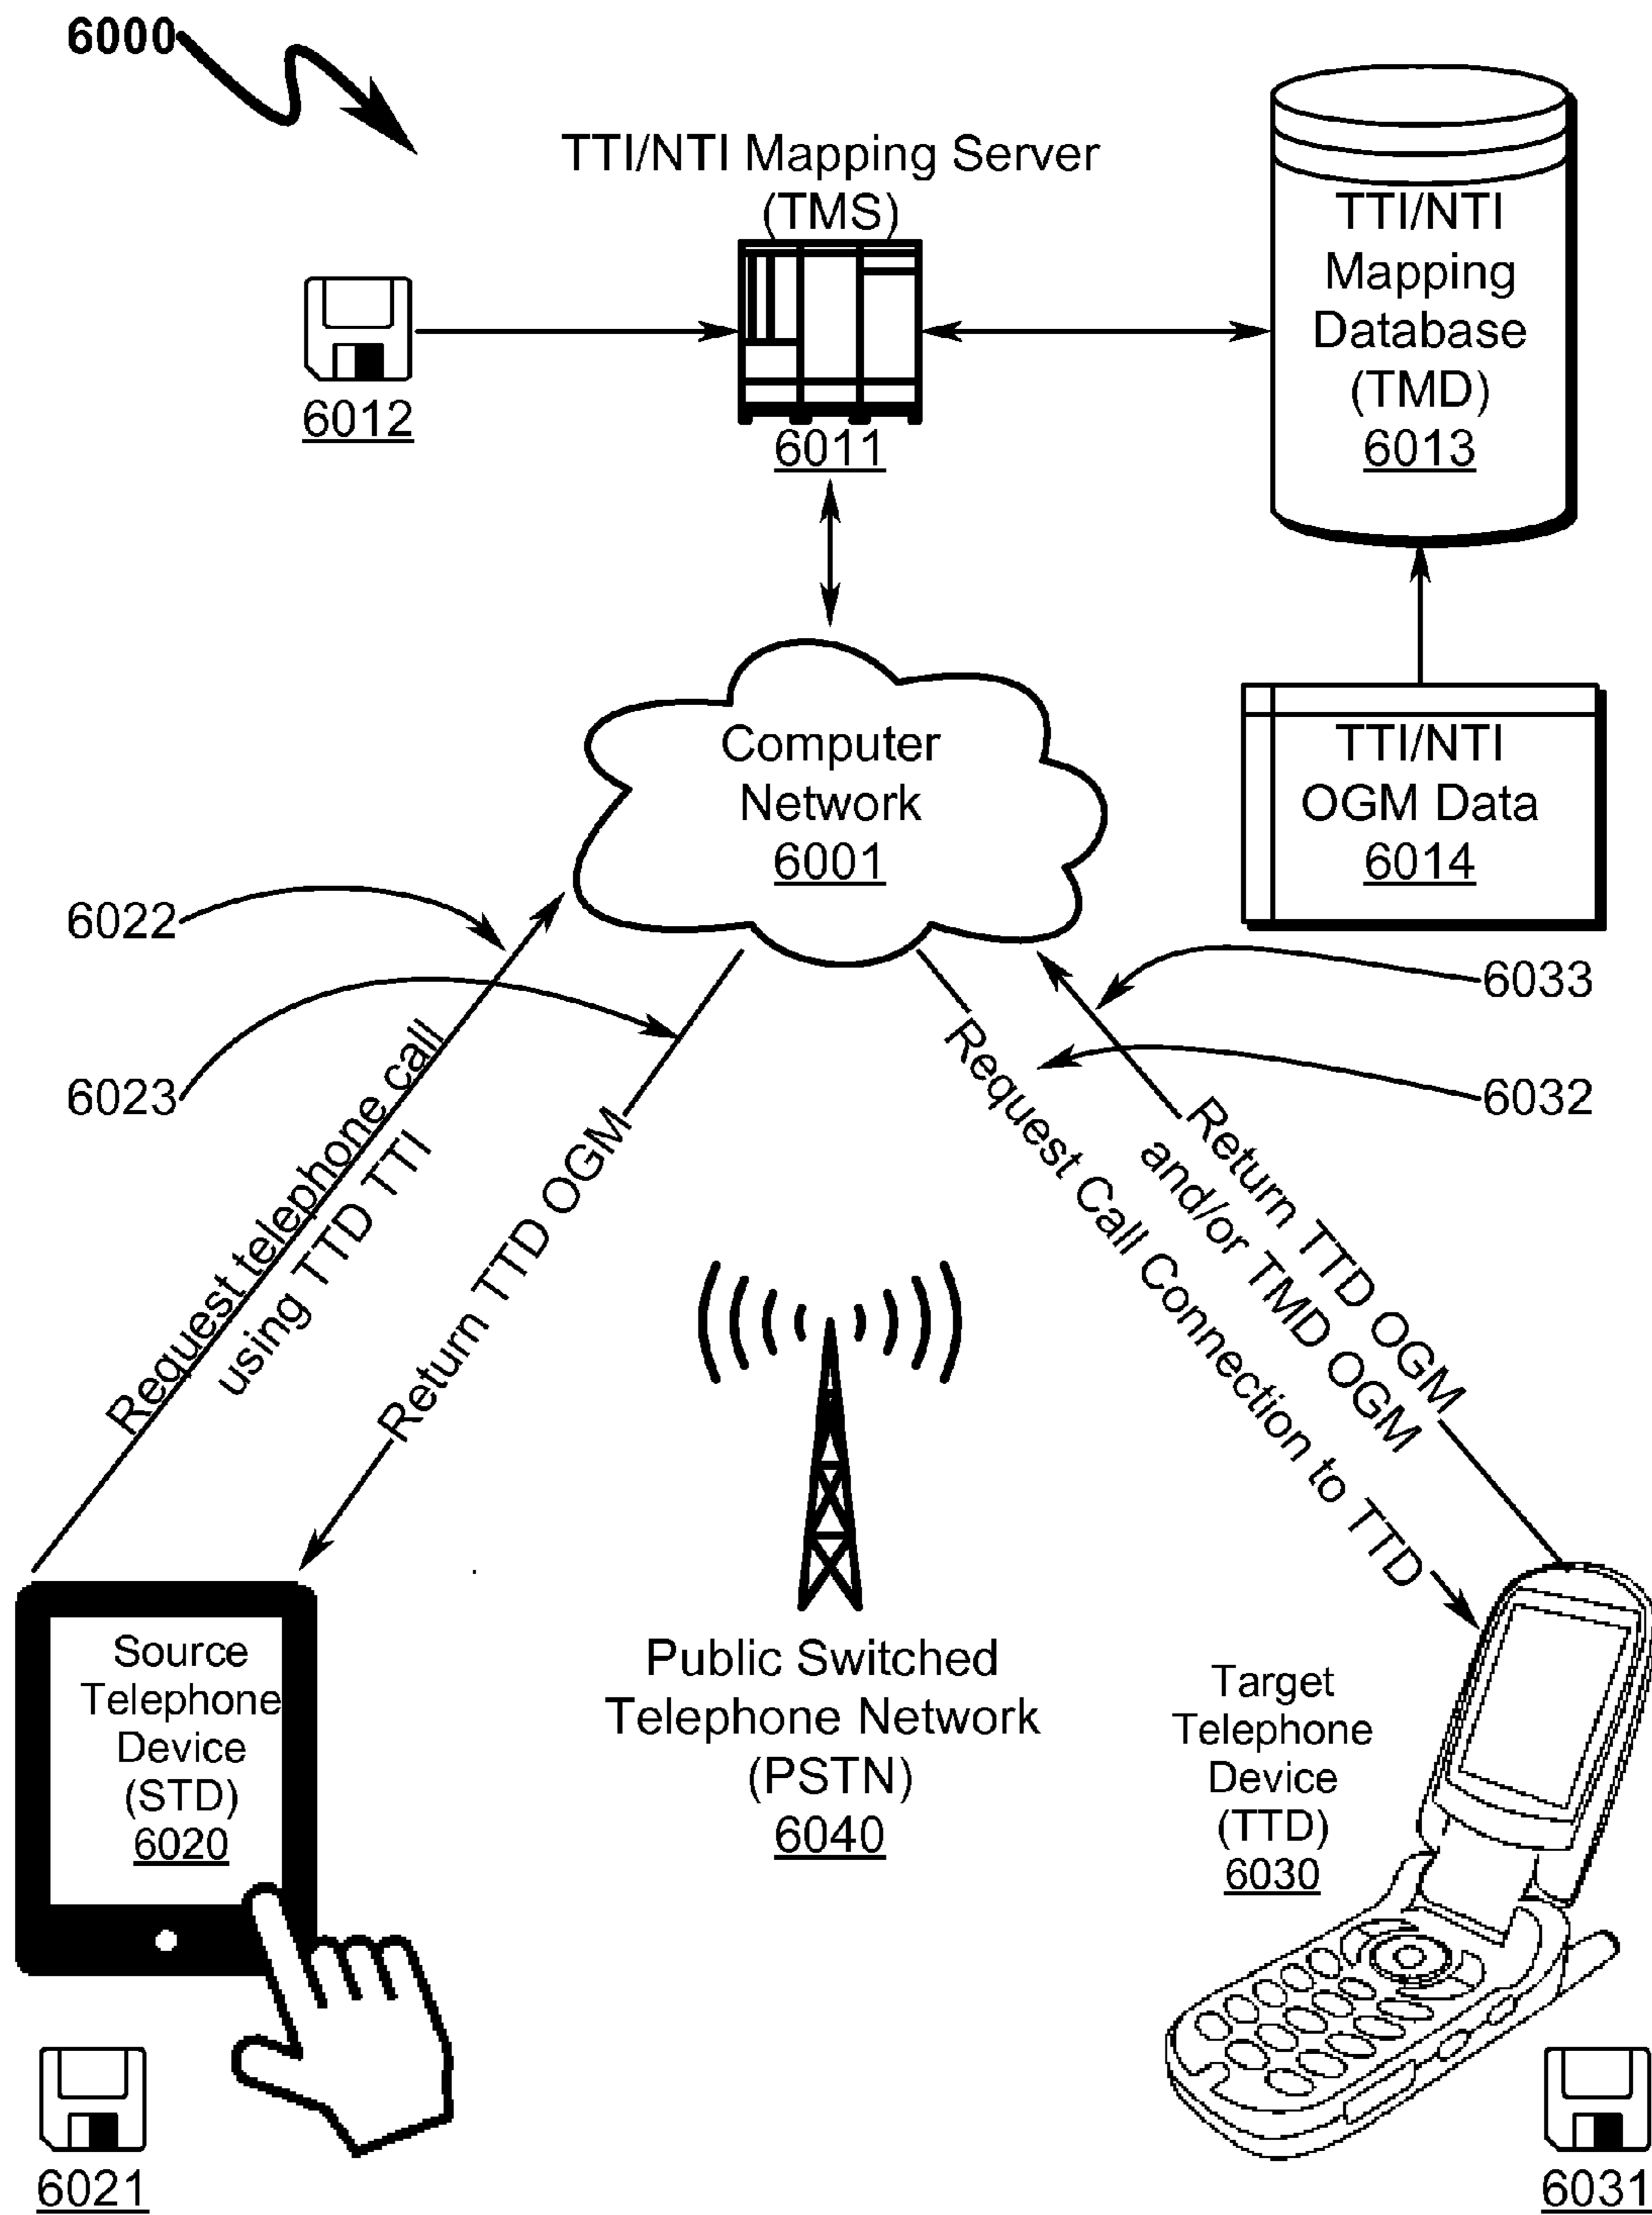 6000
TTI/NTI Mapping Server
(TMS)
6011
6012
TTI/NTI
Mapping
Database
(TMD)
6013
TTI/NTI
OGM Data
6014
Computer
Network
6001
6022
6023
6033
6032
Request telephone call
using TTD TTI
Return TTD OGM
Request Call Connection to TTD
Return TTD OGM
and/or TMD OGM
Public Switched
Telephone Network
(PSTN)
6040
Source
Telephone
Device
(STD)
6020
Target
Telephone
Device
(TTD)
6030
6021
6031